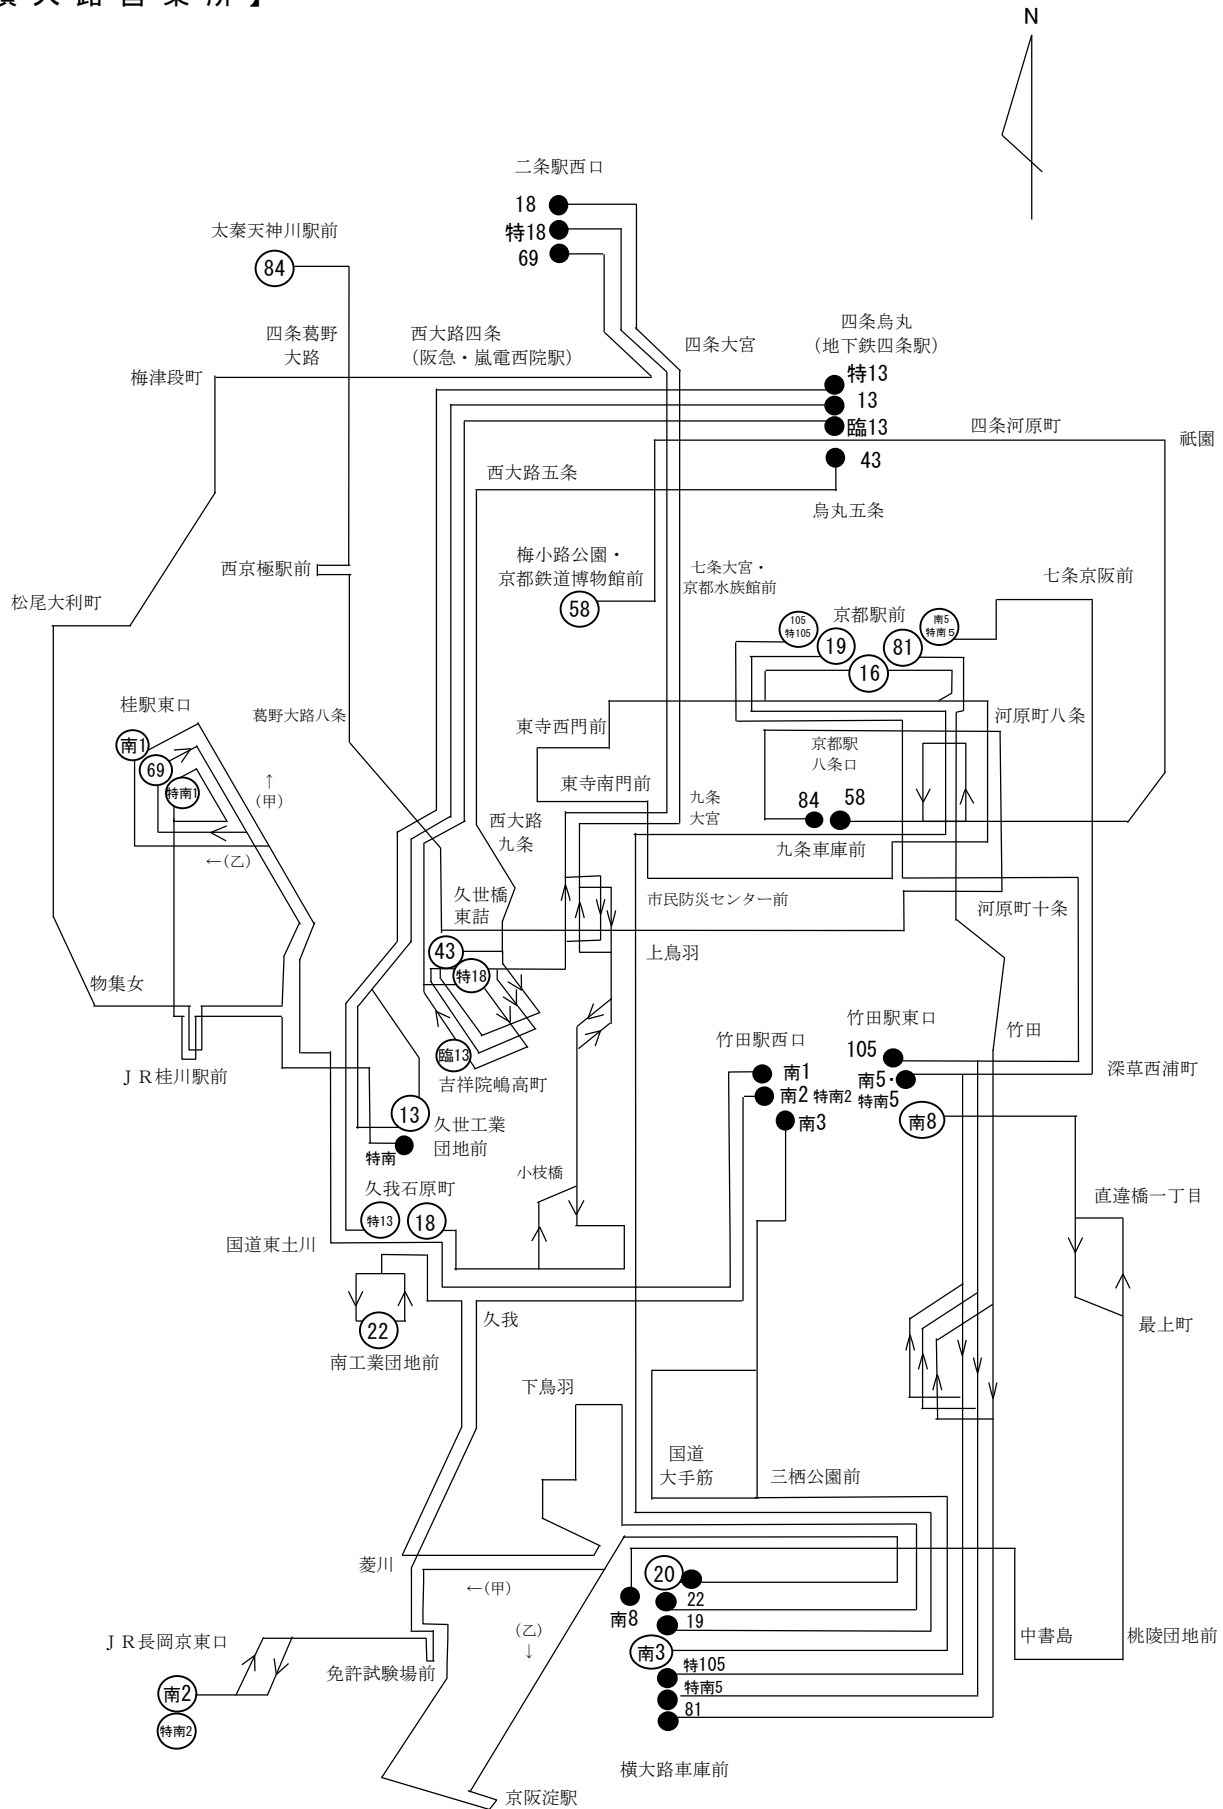 横大路営業所】
N
二条駅西口
18
特18
69
太秦天神川駅前
84
四条葛野
大路
西大路四条
(阪急・嵐電西院駅)
四条大宮
四条烏丸
(地下鉄四条駅)
特13
13
臨13
43
梅津段町
四条河原町
祇園
西大路五条
烏丸五条
西京極駅前
梅小路公園・
京都鉄道博物館前
58
七条大宮・
京都水族館前
七条京阪前
松尾大利町
105
特105
19
京都駅前
16
81
南5
特南5
桂駅東口
南1
69
特南1
↑
(甲)
←(乙)
葛野大路八条
東寺西門前
河原町八条
東寺南門前
京都駅
八条口
84
58
九条車庫前
九条
大宮
西大路
九条
久世橋
東詰
市民防災センター前
河原町十条
43
特18
上鳥羽
物集女
臨13
吉祥院嶋高町
JR桂川駅前
竹田駅西口
南1
南2 特南2
南3
竹田駅東口
105
南5・
特南5
南8
竹田
深草西浦町
13
久世工業
団地前
特南
小枝橋
久我石原町
特13
18
直違橋一丁目
国道東土川
22
南工業団地前
久我
最上町
下鳥羽
国道
大手筋
三栖公園前
菱川
←(甲)
(乙)
↓
20
22
19
南8
南3
特105
特南5
81
中書島
桃陵団地前
JR長岡京東口
南2
特南2
免許試験場前
横大路車庫前
京阪淀駅